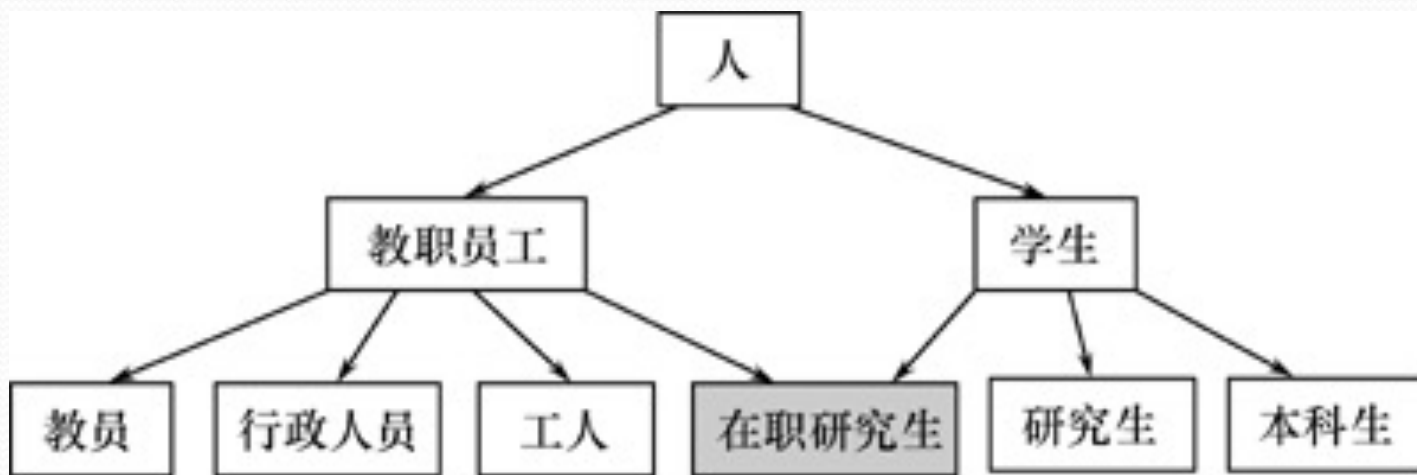 人
教职员工
学生
教员
行政人员
工人
在职研究生
研究生
本科生